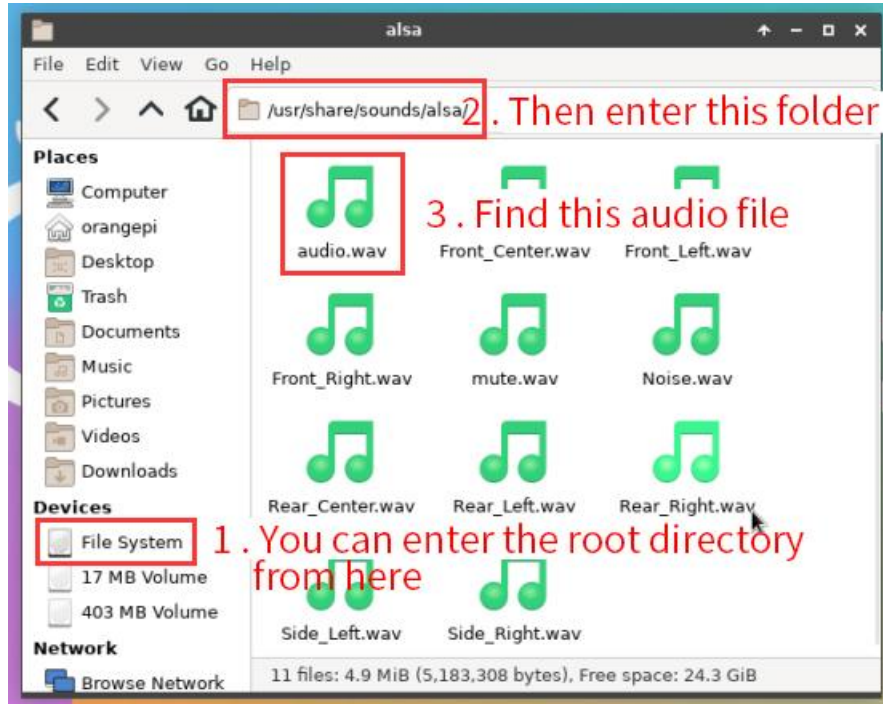 alsa
File Edit View Go Help
/usr/share/sounds/alsa/
2 . Then enter this folder
Places
Computer
orangepi
Desktop
Trash
Documents
Music
Pictures
Videos
Downloads
Devices
File System
17 MB Volume
403 MB Volume
Network
Browse Network
3 . Find this audio file
audio.wav Front_Center.wav Front_Left.wav
Front_Right.wav mute.wav Noise.wav
Rear_Center.wav Rear_Left.wav Rear_Right.wav
1 . You can enter the root directory
from here
Side_Left.wav Side_Right.wav
11 files: 4.9 MiB (5,183,308 bytes), Free space: 24.3 GiB